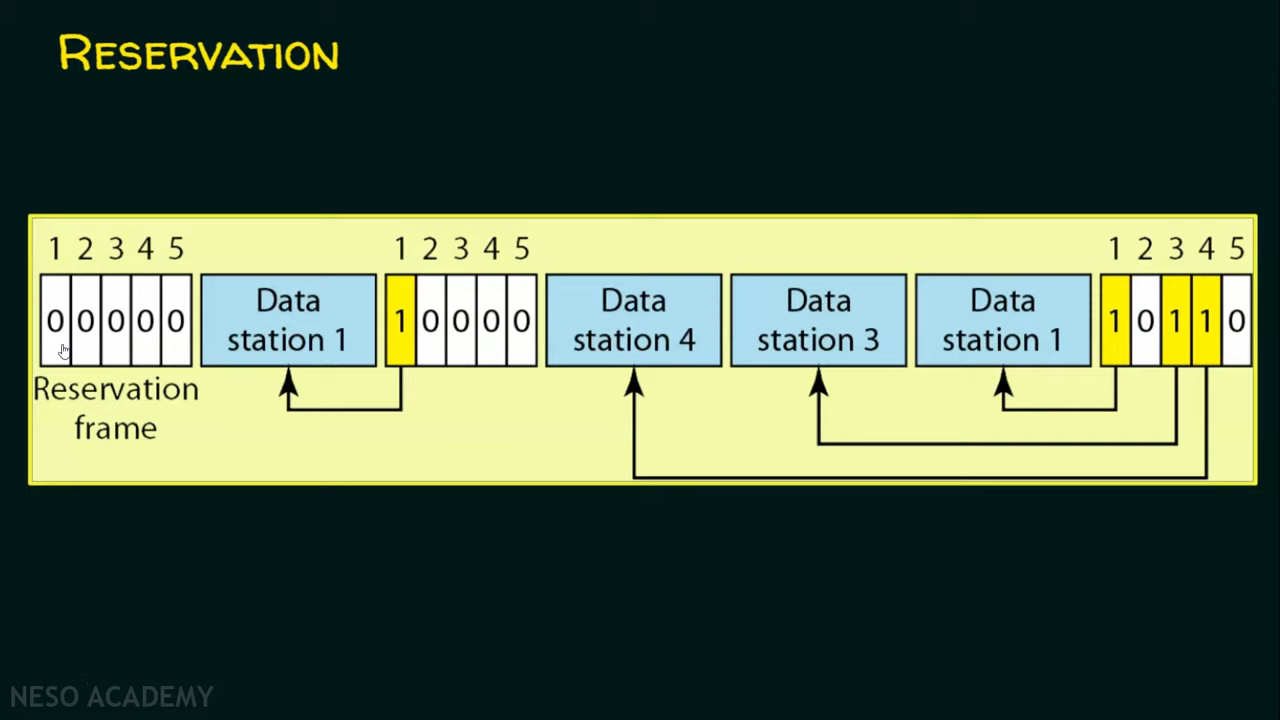 RESERVATION
1 2 3 4 5 1 2 3 4 5 1 2 3 4 5
0 0 0 0 0 Data station 1 1 0 0 0 0 Data station 4 Data station 3 Data station 1 1 0 1 1 0
Reservation
frame
NESO ACADEMY